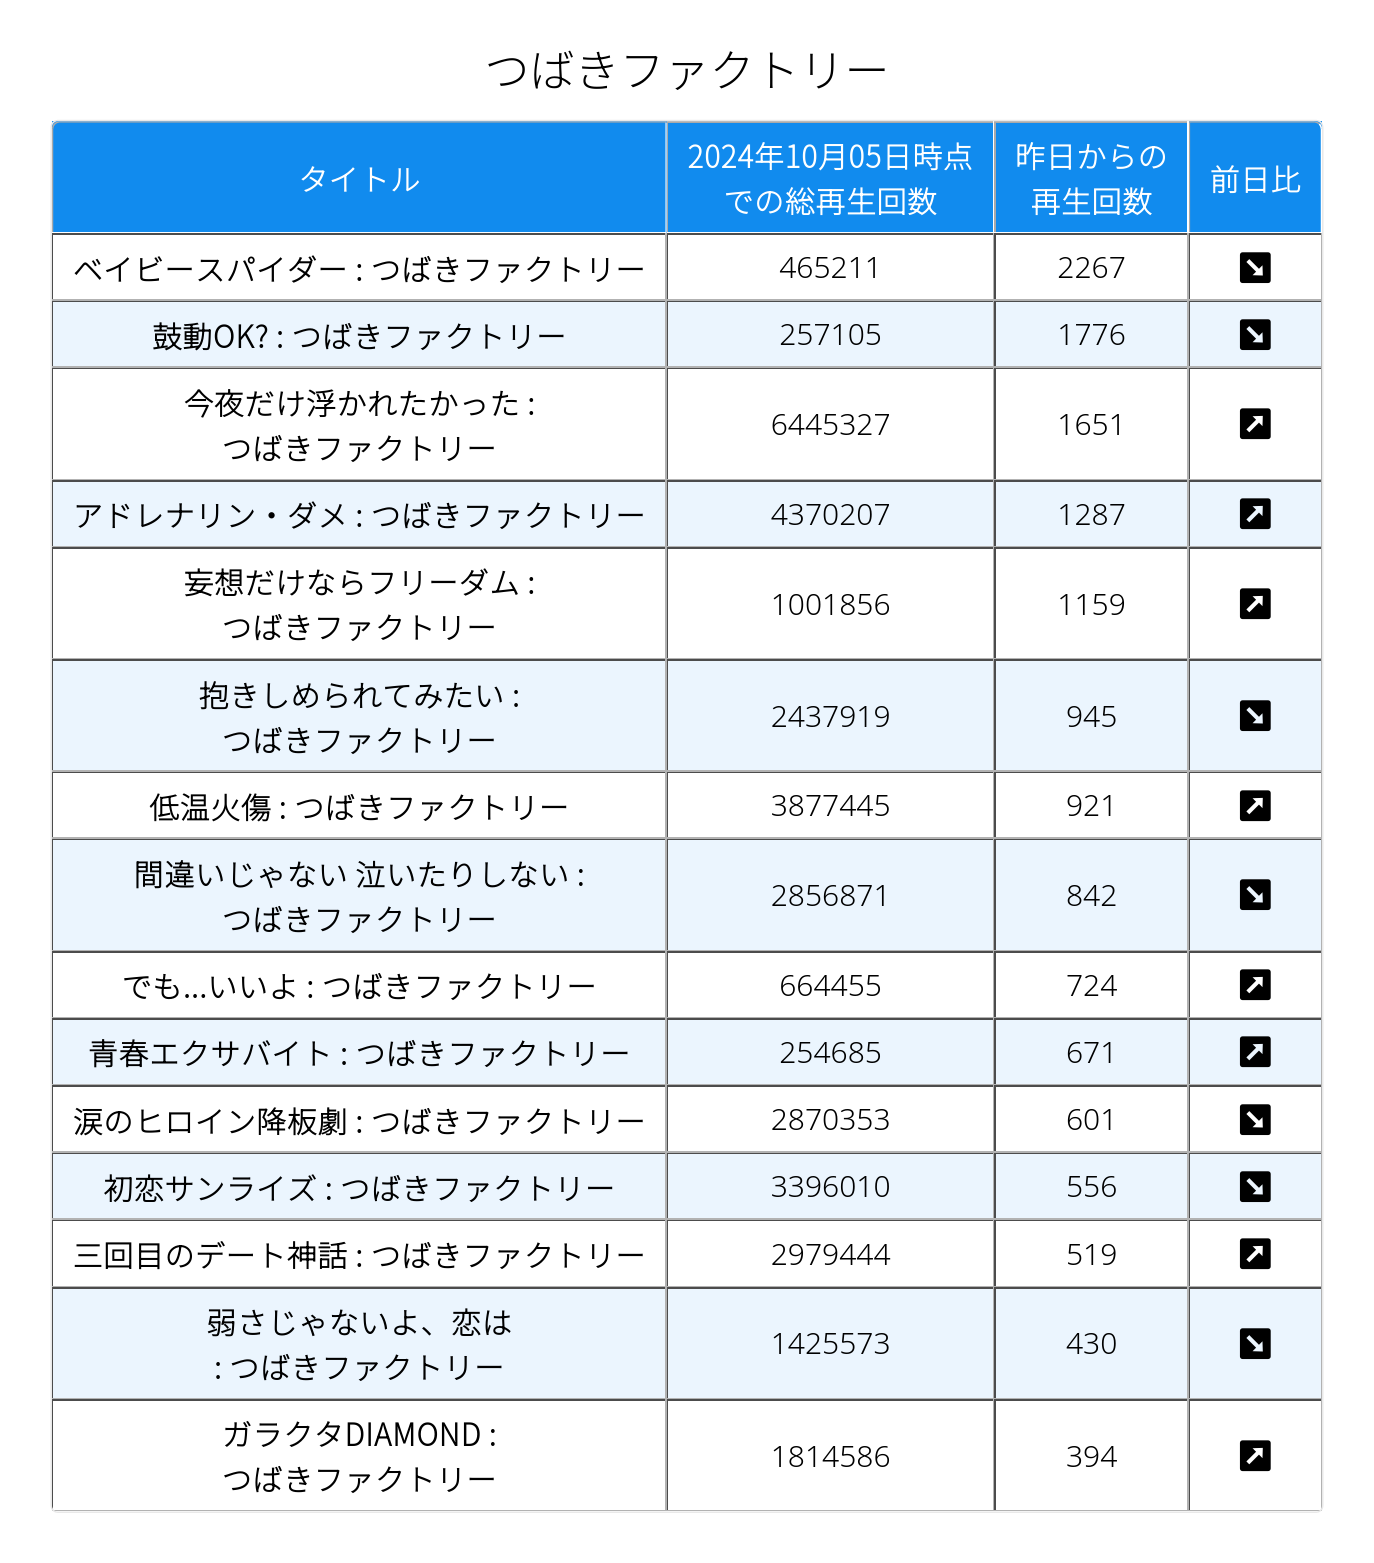 つばきファクトリー
タイトル
2024年10月05日時点
での総再生回数
昨日からの
再生回数
前日比
ベイビースパイダー : つばきファクトリー 465211 2267
鼓動OK? : つばきファクトリー 257105 1776
今夜だけ浮かれたかった :
つばきファクトリー
6445327 1651
アドレナリン・ダメ : つばきファクトリー 4370207 1287
妄想だけならフリーダム :
つばきファクトリー
1001856 1159
抱きしめられてみたい :
つばきファクトリー
2437919 945
低温火傷 : つばきファクトリー 3877445 921
間違いじゃない 泣いたりしない :
つばきファクトリー
2856871 842
でも...いいよ : つばきファクトリー 664455 724
青春エクサバイト : つばきファクトリー 254685 671
涙のヒロイン降板劇 : つばきファクトリー 2870353 601
初恋サンライズ : つばきファクトリー 3396010 556
三回目のデート神話 : つばきファクトリー 2979444 519
弱さじゃないよ、恋は
: つばきファクトリー
1425573 430
ガラクタDIAMOND :
つばきファクトリー
1814586 394